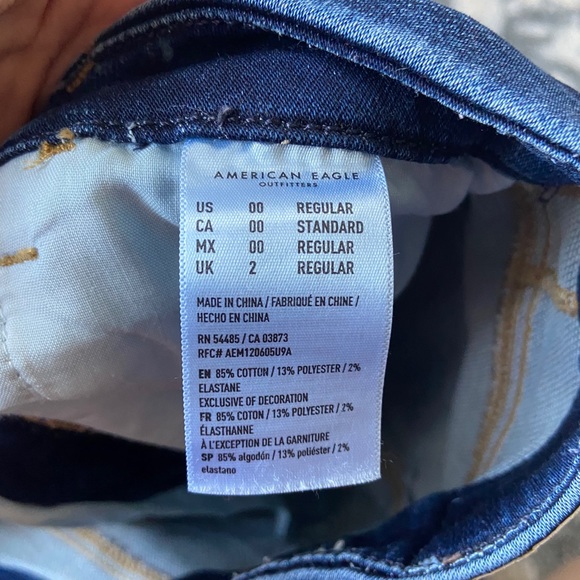 AMERICAN EAGLE
OUTFITTERS
US 00 REGULAR
CA 00 STANDARD
MX 00 REGULAR
UK 2 REGULAR
MADE IN CHINA / FABRIQUÉ EN CHINE /
HECHO EN CHINA
RN 54485 / CA 03873
RFC# AEM120605U9A
EN 85% COTTON / 13% POLYESTER / 2%
ELASTANE
EXCLUSIVE OF DECORATION
FR 85% COTON / 13% POLYESTER / 2%
ÉLASTHANNE
À L'EXCEPTION DE LA GARNITURE
SP 85% algodón / 13% poliéster / 2%
elastano